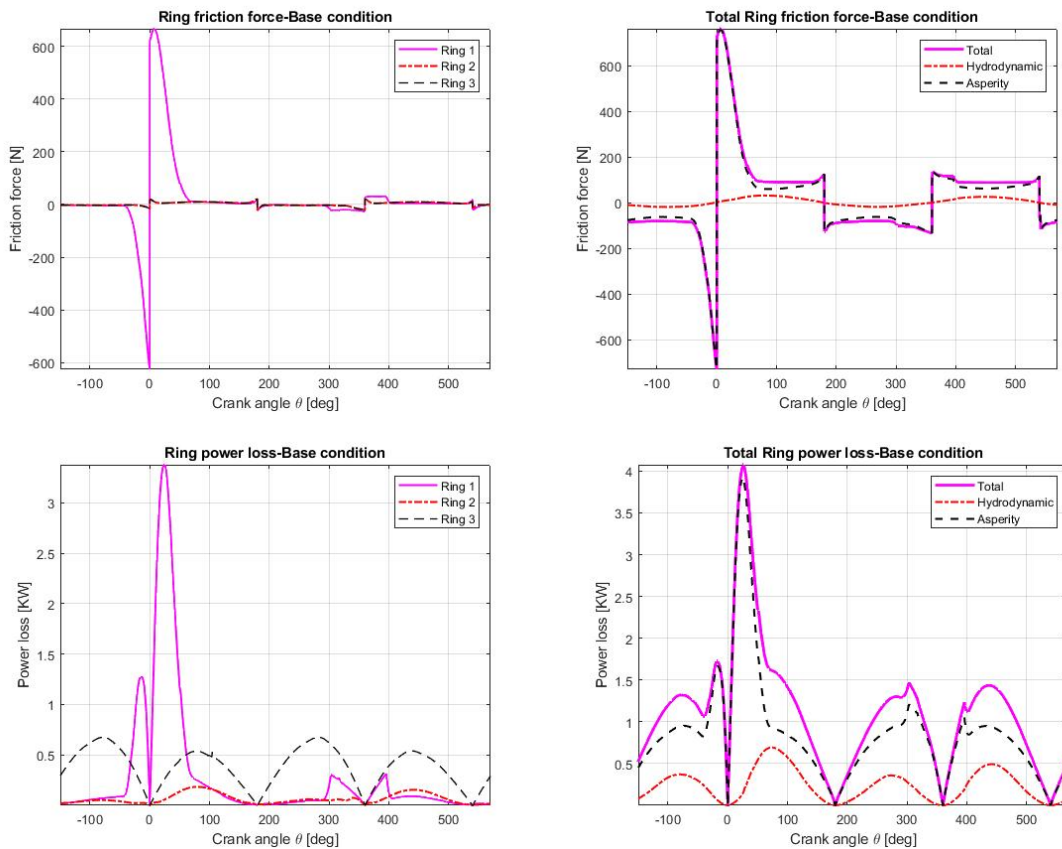 Ring friction force-Base condition
600
400
200
0
-200
-400
-600
Friction force [N]
Ring 1
Ring 2
Ring 3
-100 0 100 200 300 400 500
Crank angle θ [deg]
Total Ring friction force-Base condition
600
400
200
0
-200
-400
-600
Friction force [N]
Total
Hydrodynamic
Asperity
-100 0 100 200 300 400 500
Crank angle θ [deg]
Ring power loss-Base condition
3
2.5
2
1.5
1
0.5
Power loss [KW]
Ring 1
Ring 2
Ring 3
-100 0 100 200 300 400 500
Crank angle θ [deg]
Total Ring power loss-Base condition
4
3.5
3
2.5
2
1.5
1
0.5
Power loss [KW]
Total
Hydrodynamic
Asperity
-100 0 100 200 300 400 500
Crank angle θ [deg]